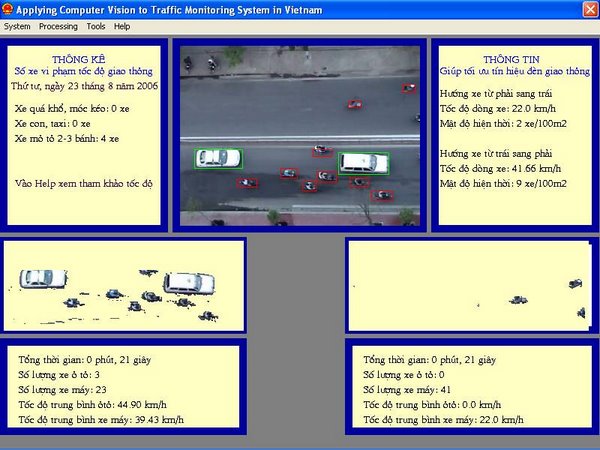 Applying Computer Vision to Traffic Monitoring System in Vietnam
System Processing Tools Help
THÔNG KÊ
Số xe vi phạm tốc độ giao thông
Thứ tư, ngày 23 tháng 8 năm 2006
Xe quá khổ, móc kéo: 0 xe
Xe con, taxi: 0 xe
Xe mô tô 2-3 bánh: 4 xe
Vào Help xem tham khảo tốc độ
THÔNG TIN
Giúp tối ưu tín hiệu đèn giao thông
Hướng xe từ phải sang trái
Tốc độ dòng xe: 22.0 km/h
Mật độ hiện thời: 2 xe/100m2
Hướng xe từ trái sang phải
Tốc độ dòng xe: 41.66 km/h
Mật độ hiện thời: 9 xe/100m2
Tổng thời gian: 0 phút, 21 giây
Số lượng xe ô tô: 3
Số lượng xe máy: 23
Tốc độ trung bình ôtô: 44.90 km/h
Tốc độ trung bình xe máy: 39.43 km/h
Tổng thời gian: 0 phút, 21 giây
Số lượng xe ô tô: 0
Số lượng xe máy: 41
Tốc độ trung bình ôtô: 0.0 km/h
Tốc độ trung bình xe máy: 22.0 km/h